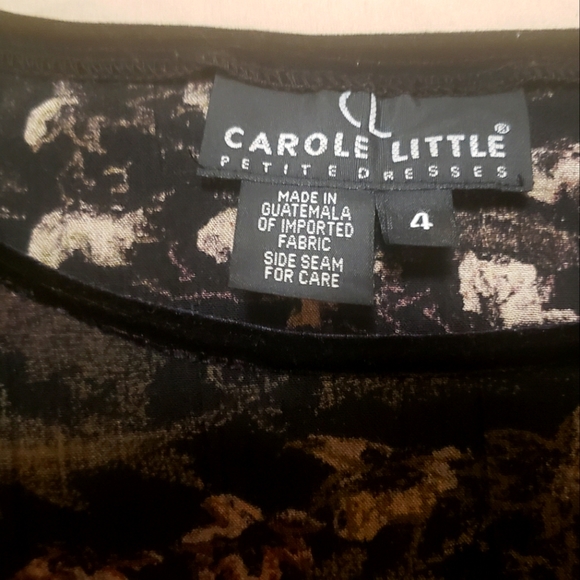 CL
CAROLE LITTLE®
PETITE DRESSES
MADE IN
GUATEMALA
OF IMPORTED
FABRIC
SIDE SEAM
FOR CARE
4